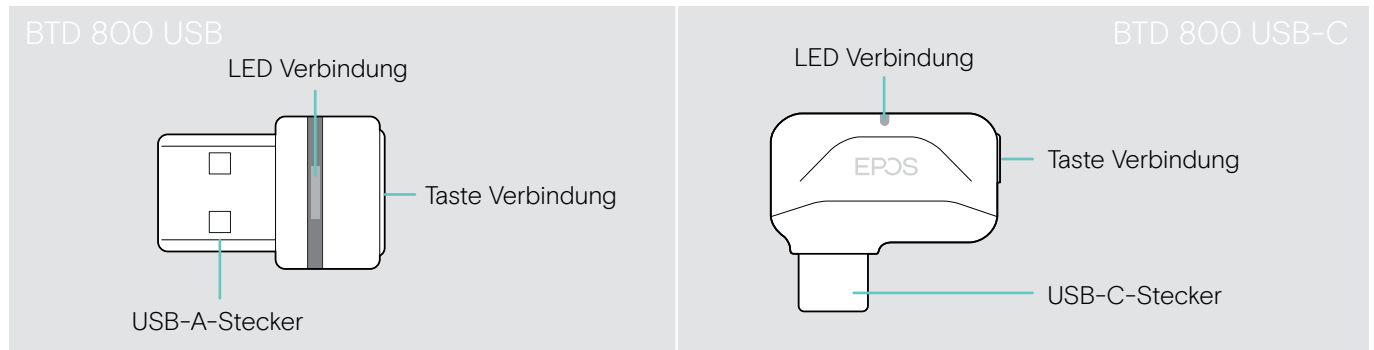 BTD 800 USB
LED Verbindung
Taste Verbindung
USB-A-Stecker
BTD 800 USB-C
LED Verbindung
EPOS
Taste Verbindung
USB-C-Stecker